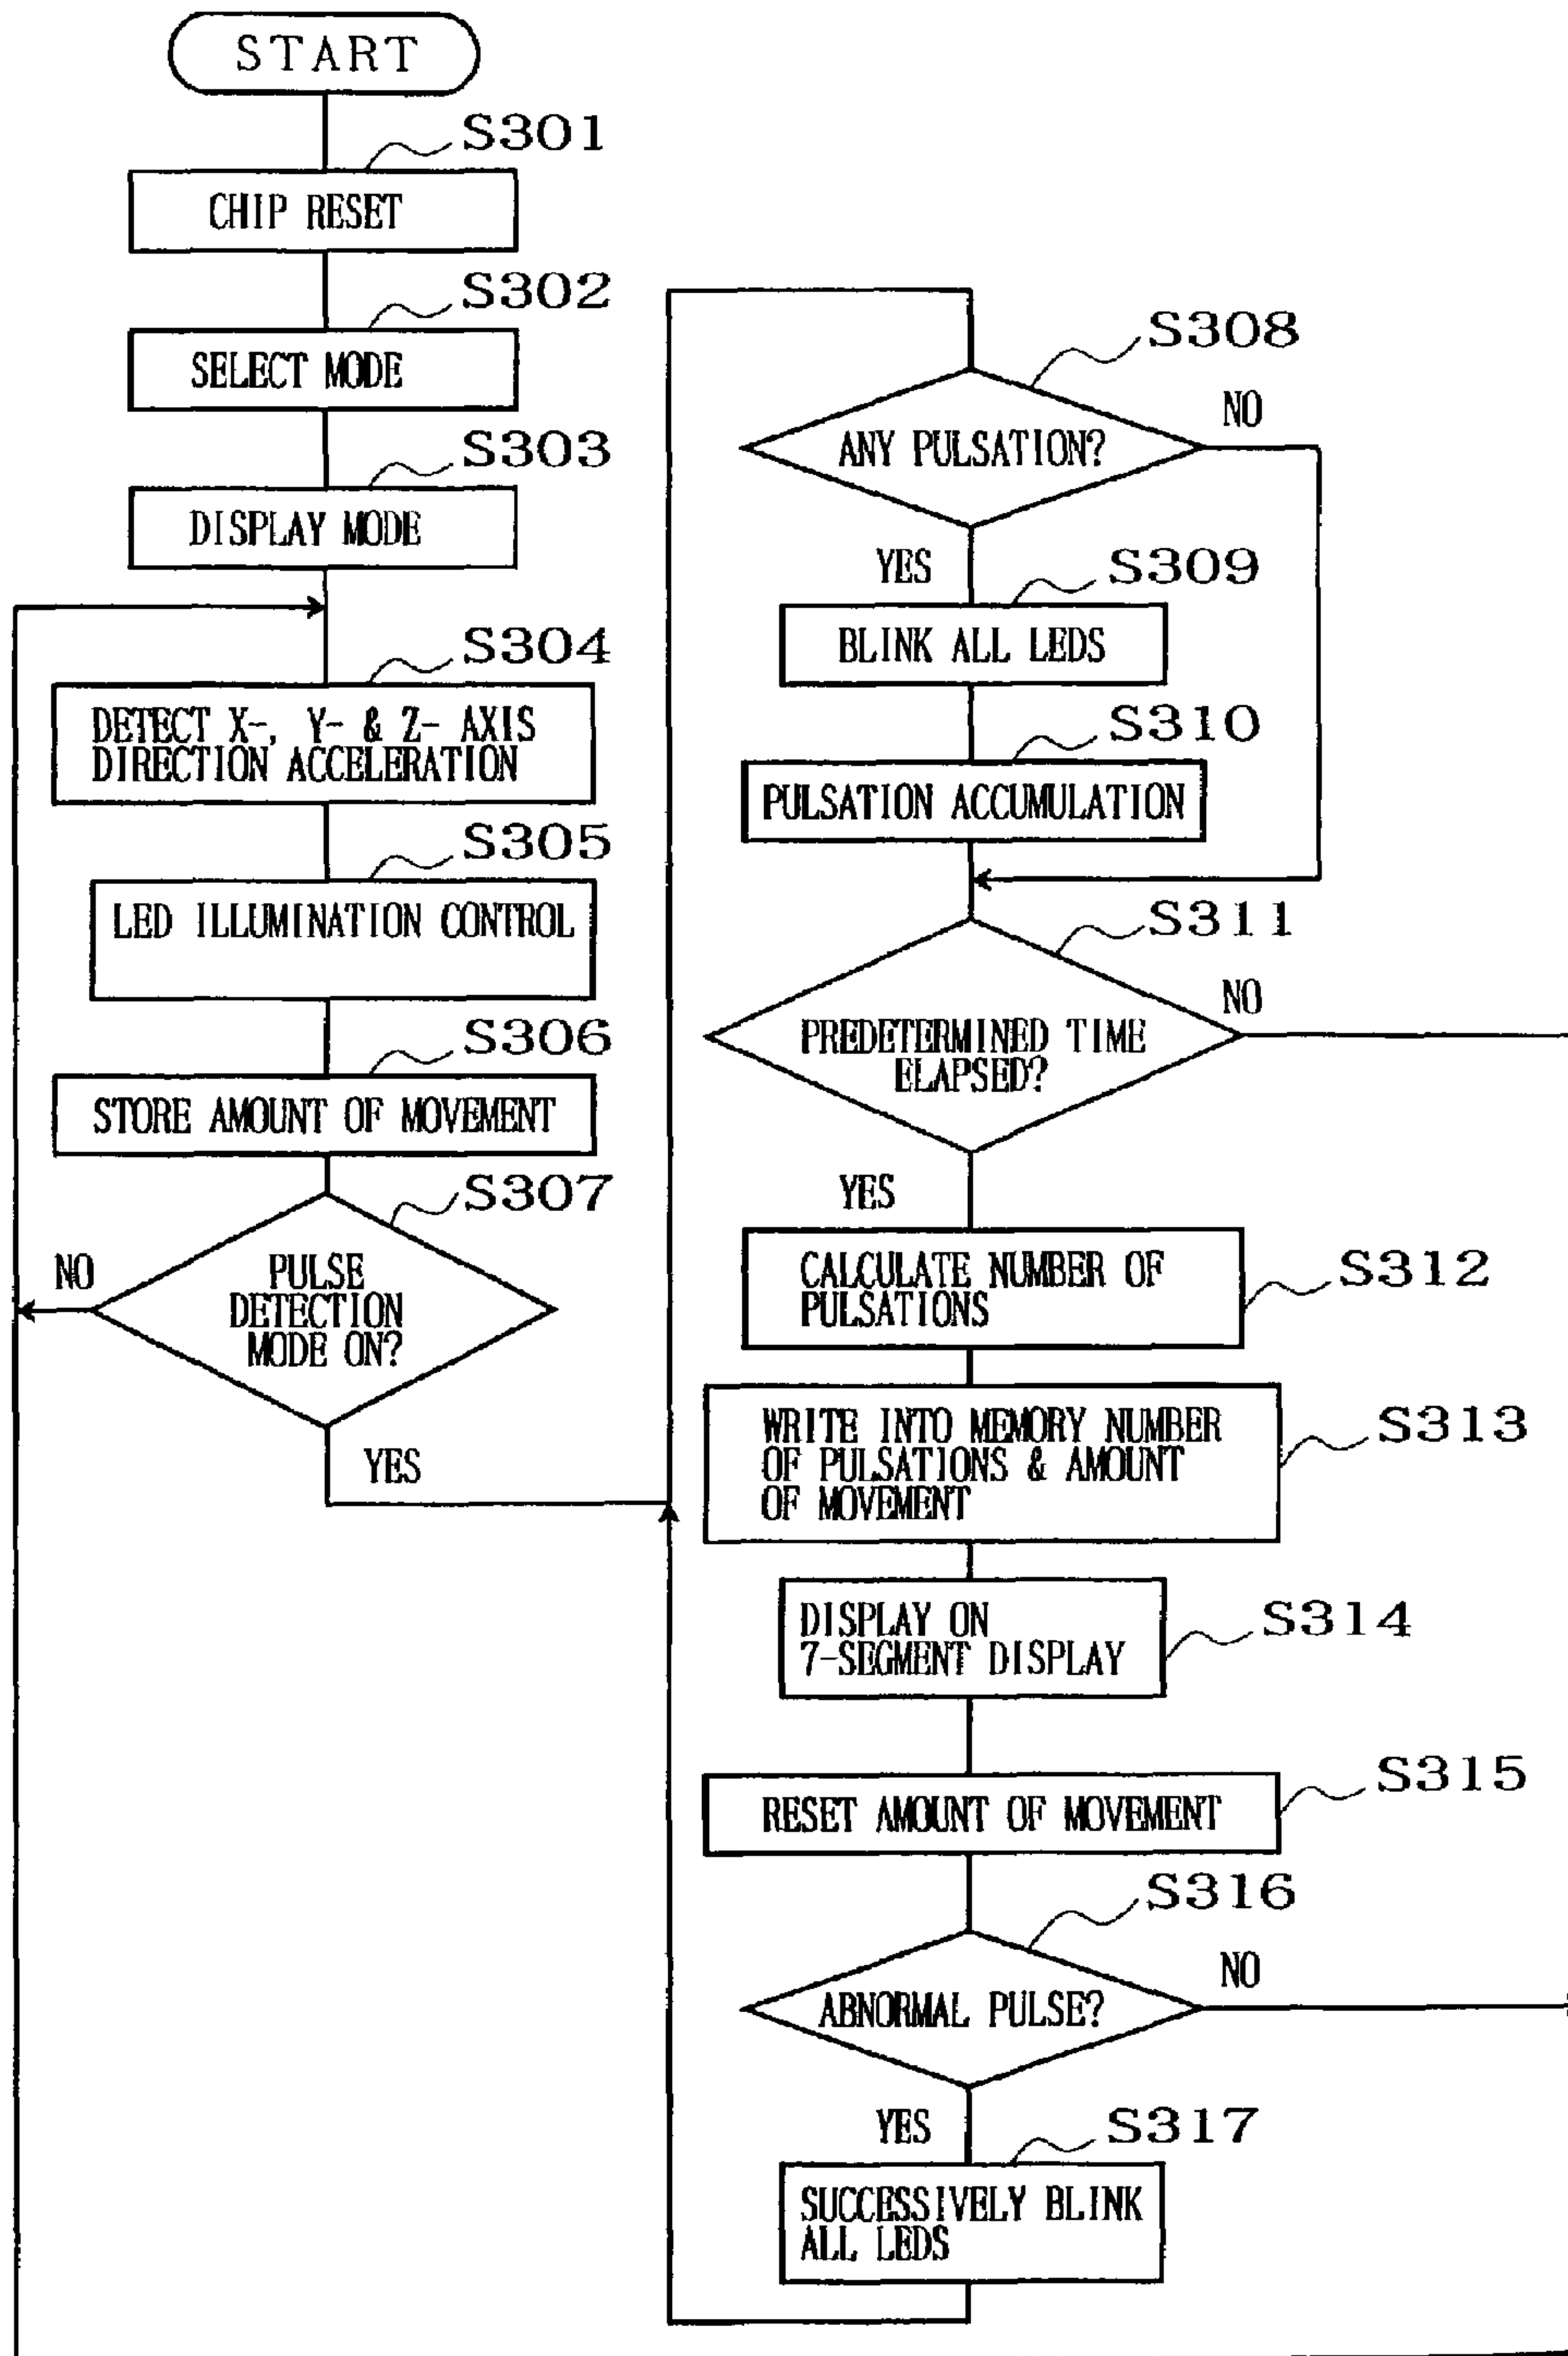 START
S301
CHIP RESET
S302
SELECT MODE
S303
DISPLAY MODE
S304
DETECT X-, Y- & Z- AXIS
DIRECTION ACCELERATION
S305
LED ILLUMINATION CONTROL
S306
STORE AMOUNT OF MOVEMENT
S307
PULSE
DETECTION
MODE ON?
NO
YES
S308
ANY PULSATION?
NO
YES
S309
BLINK ALL LEDS
S310
PULSATION ACCUMULATION
S311
PREDETERMINED TIME
ELAPSED?
NO
YES
CALCULATE NUMBER OF
PULSATIONS
S312
WRITE INTO MEMORY NUMBER
OF PULSATIONS & AMOUNT
OF MOVEMENT
S313
DISPLAY ON
7-SEGMENT DISPLAY
S314
S315
RESET AMOUNT OF MOVEMENT
S316
ABNORMAL PULSE?
NO
YES
S317
SUCCESSIVELY BLINK
ALL LEDS